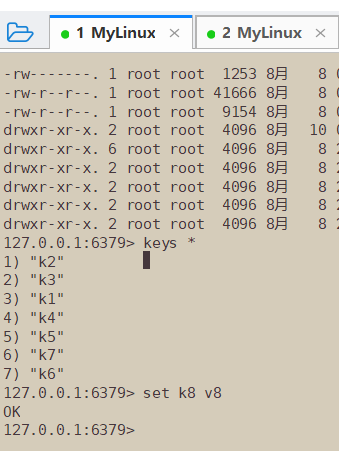 1 MyLinux × 2 MyLinux ×
-rw-------. 1 root root 1253 8月 8
-rw-r--r--. 1 root root 41666 8月 8
-rw-r--r--. 1 root root 9154 8月 8
drwxr-xr-x. 2 root root 4096 8月 10
drwxr-xr-x. 6 root root 4096 8月 8
drwxr-xr-x. 2 root root 4096 8月 8
drwxr-xr-x. 2 root root 4096 8月 8
drwxr-xr-x. 2 root root 4096 8月 8
drwxr-xr-x. 2 root root 4096 8月 8
127.0.0.1:6379> keys *
1) "k2"
2) "k3"
3) "k1"
4) "k4"
5) "k5"
6) "k7"
7) "k6"
127.0.0.1:6379> set k8 v8
OK
127.0.0.1:6379>